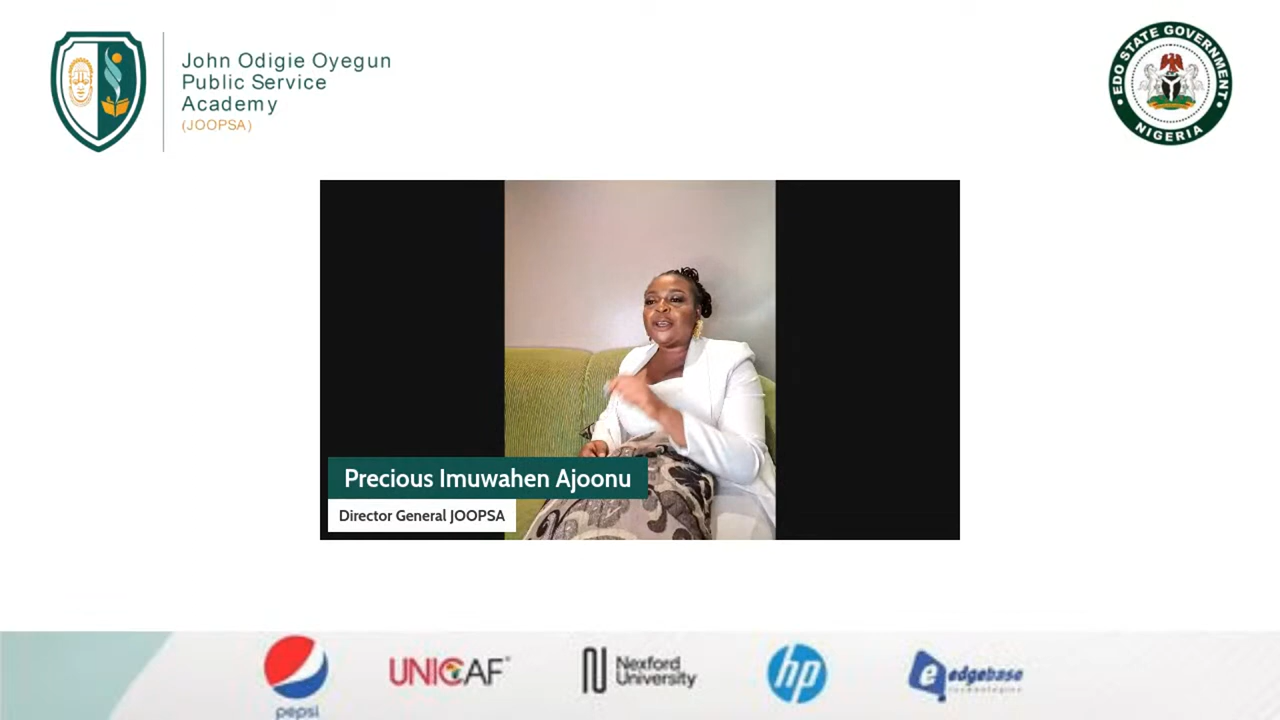 John Odigie Oyegun
Public Service
Academy
(JOOPSA)
EDO STATE GOVERNMENT
NIGERIA
Precious Imuwahen Ajoonu
Director General JOOPSA
pepsi
UNICAF
Nexford
University
hp
e edgebase